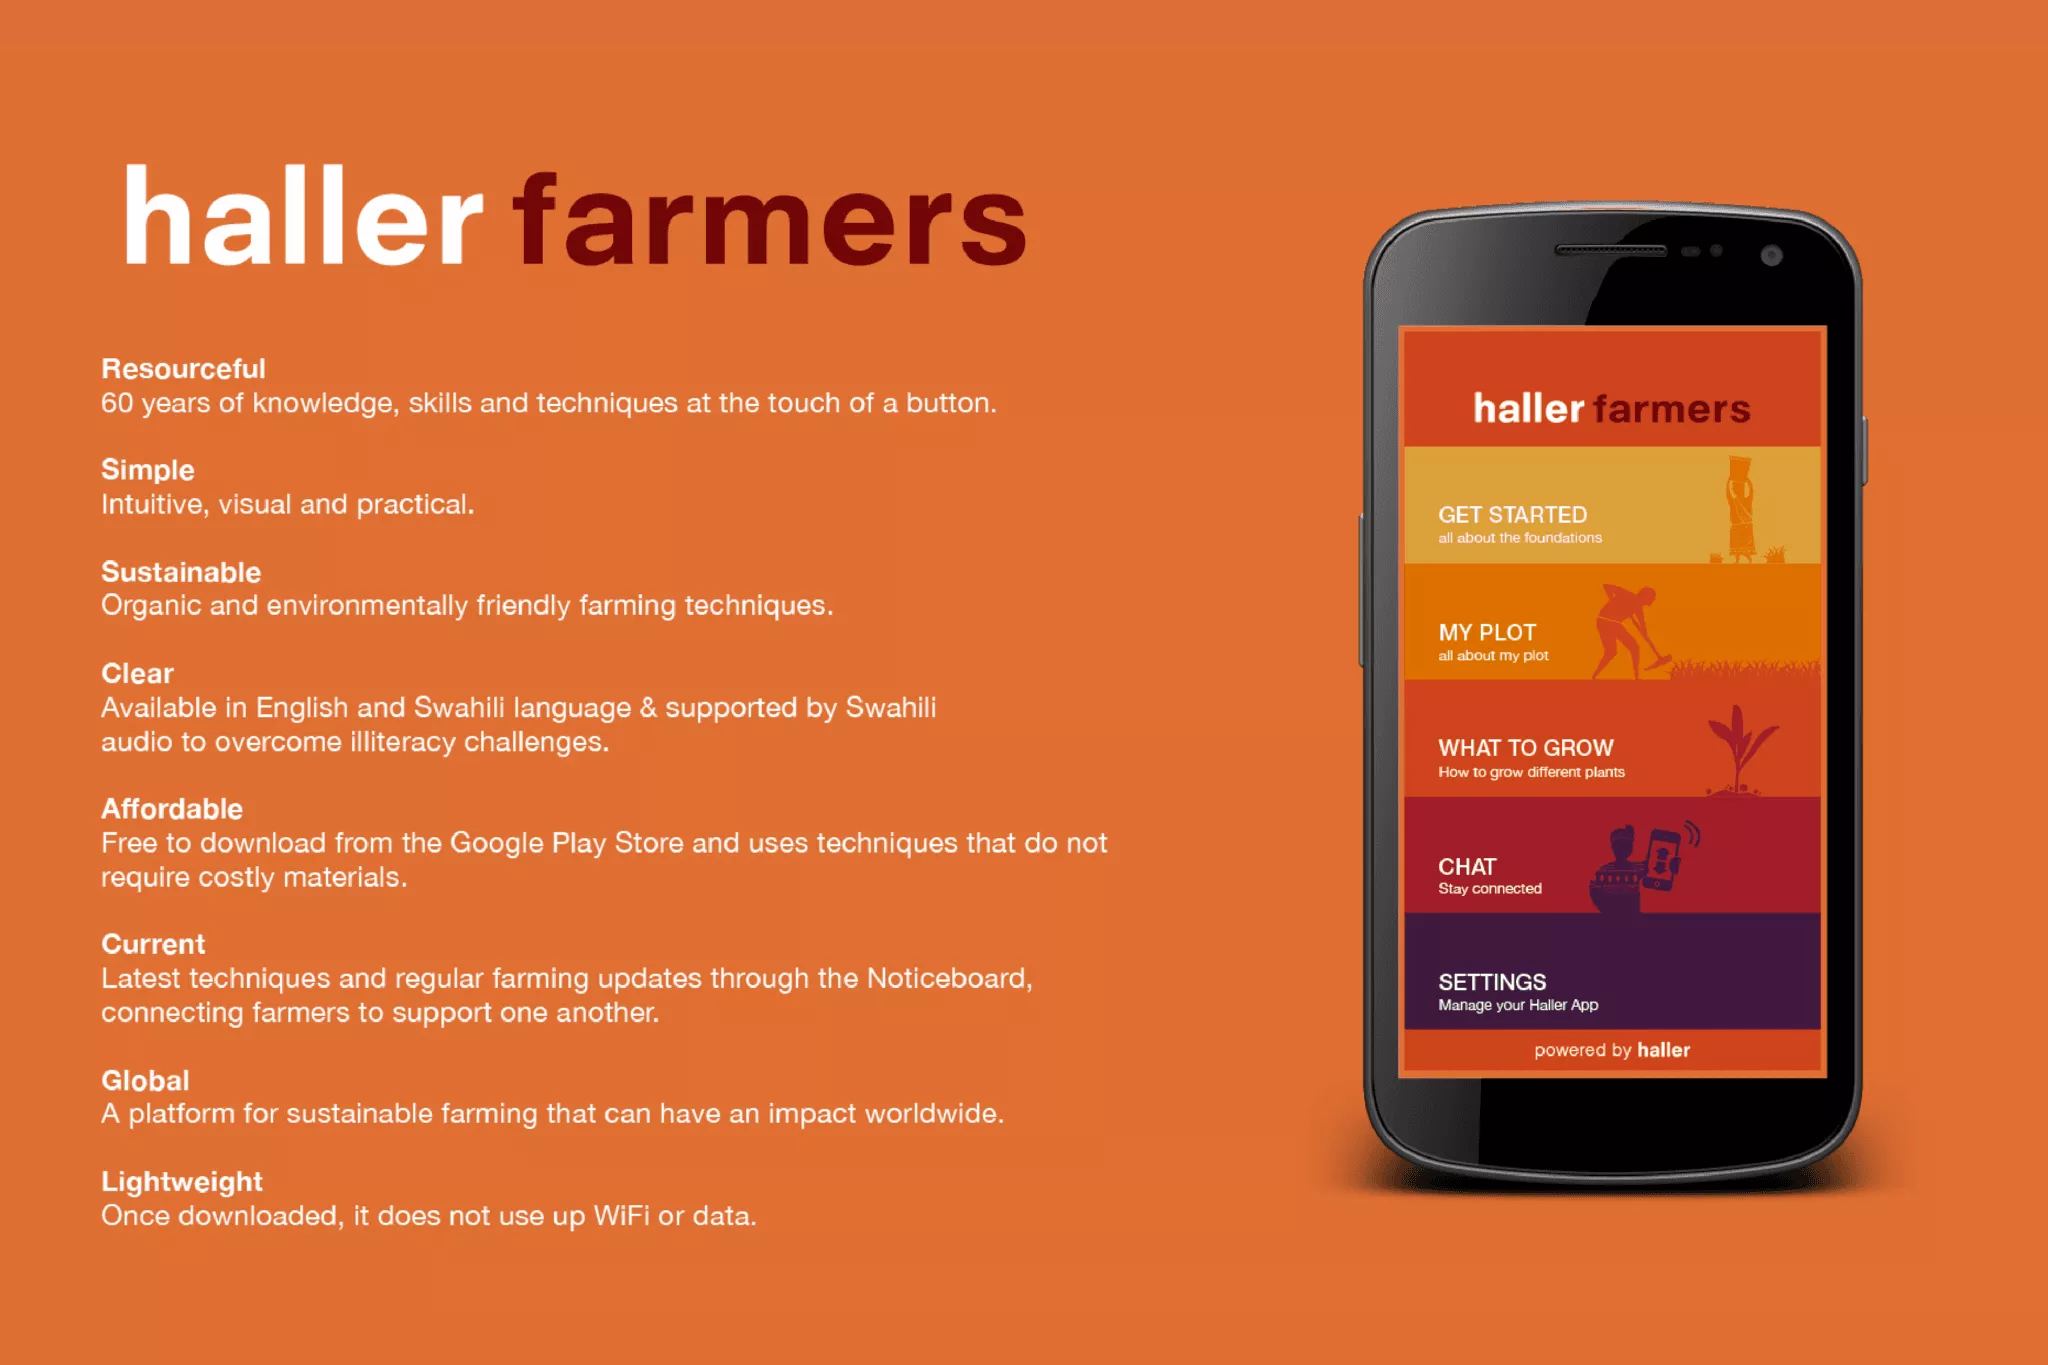 haller farmers
Resourceful
60 years of knowledge, skills and techniques at the touch of a button.
Simple
Intuitive, visual and practical.
Sustainable
Organic and environmentally friendly farming techniques.
Clear
Available in English and Swahili language & supported by Swahili
audio to overcome illiteracy challenges.
Affordable
Free to download from the Google Play Store and uses techniques that do not
require costly materials.
Current
Latest techniques and regular farming updates through the Noticeboard,
connecting farmers to support one another.
Global
A platform for sustainable farming that can have an impact worldwide.
Lightweight
Once downloaded, it does not use up WiFi or data.
haller farmers
GET STARTED
all about the foundations
MY PLOT
all about my plot
WHAT TO GROW
How to grow different plants
CHAT
Stay connected
SETTINGS
Manage your Haller App
powered by haller